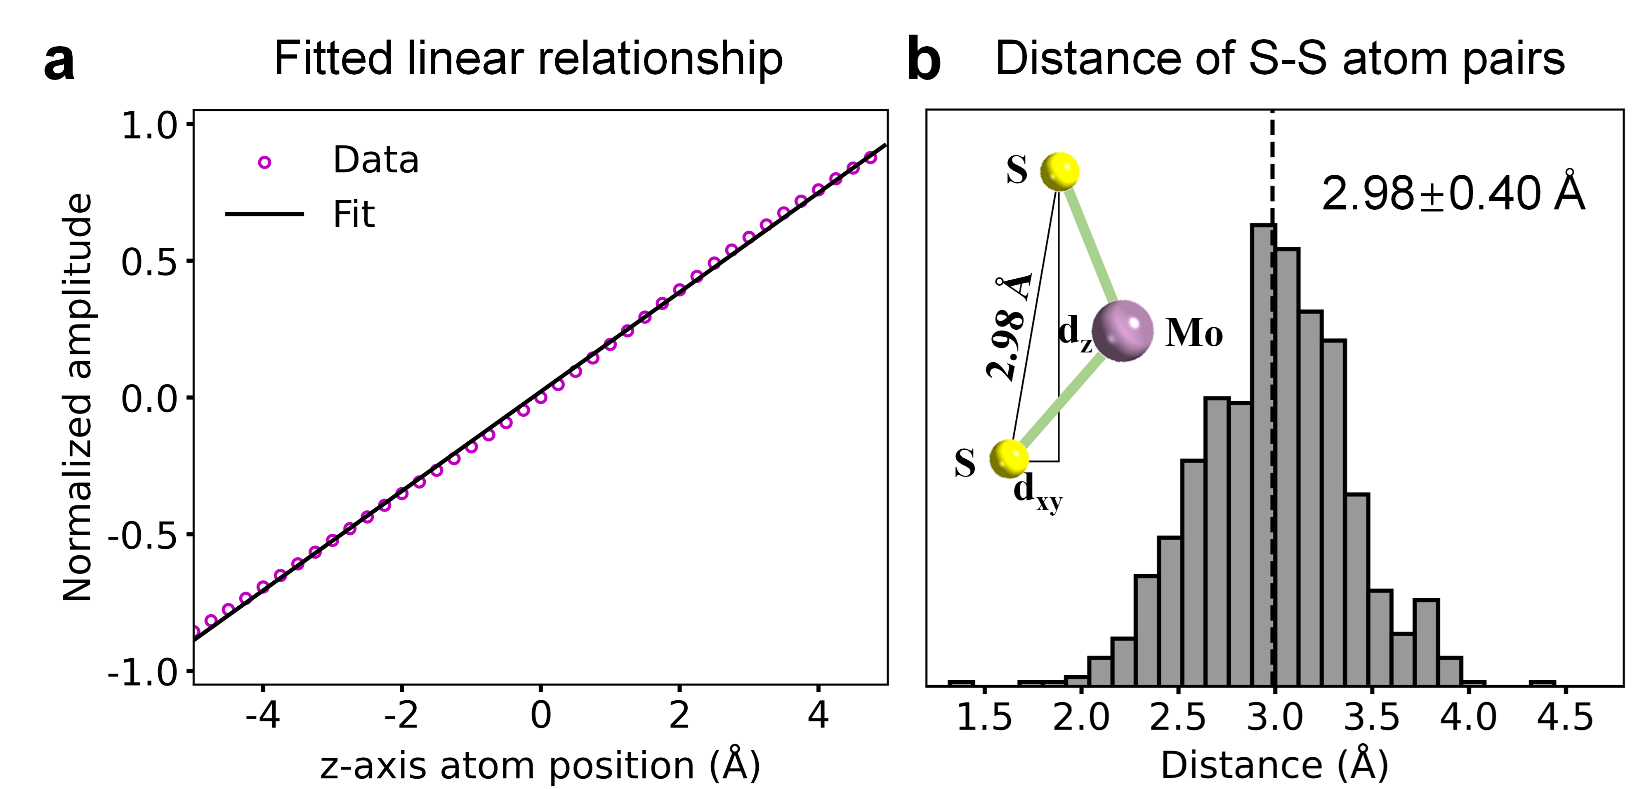 a Fitted linear relationship
1.0
0.5
0.0
-0.5
-1.0
Normalized amplitude
Data
Fit
-4 -2 0 2 4
z-axis atom position (Å)
b Distance of S-S atom pairs
2.98±0.40 Å
S
2.98 Å
dz
Mo
S
dxy
1.5 2.0 2.5 3.0 3.5 4.0 4.5
Distance (Å)